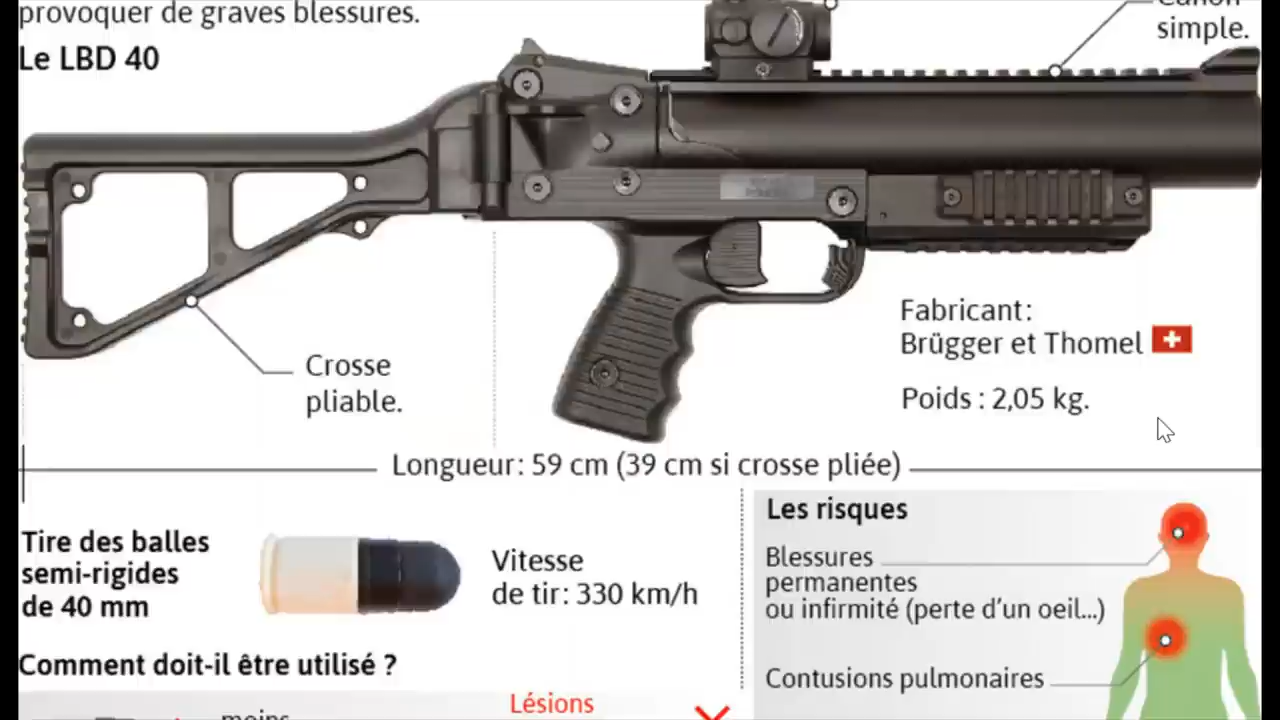 provoquer de graves blessures.
Le LBD 40
Canon
simple.
Crosse
pliable.
Fabricant:
Brügger et Thomel
Poids : 2,05 kg.
Longueur: 59 cm (39 cm si crosse pliée)
Tire des balles
semi-rigides
de 40 mm
Vitesse
de tir: 330 km/h
Les risques
Blessures
permanentes
ou infirmité (perte d'un oeil...)
Contusions pulmonaires
Comment doit-il être utilisé ?
Lésions
moins